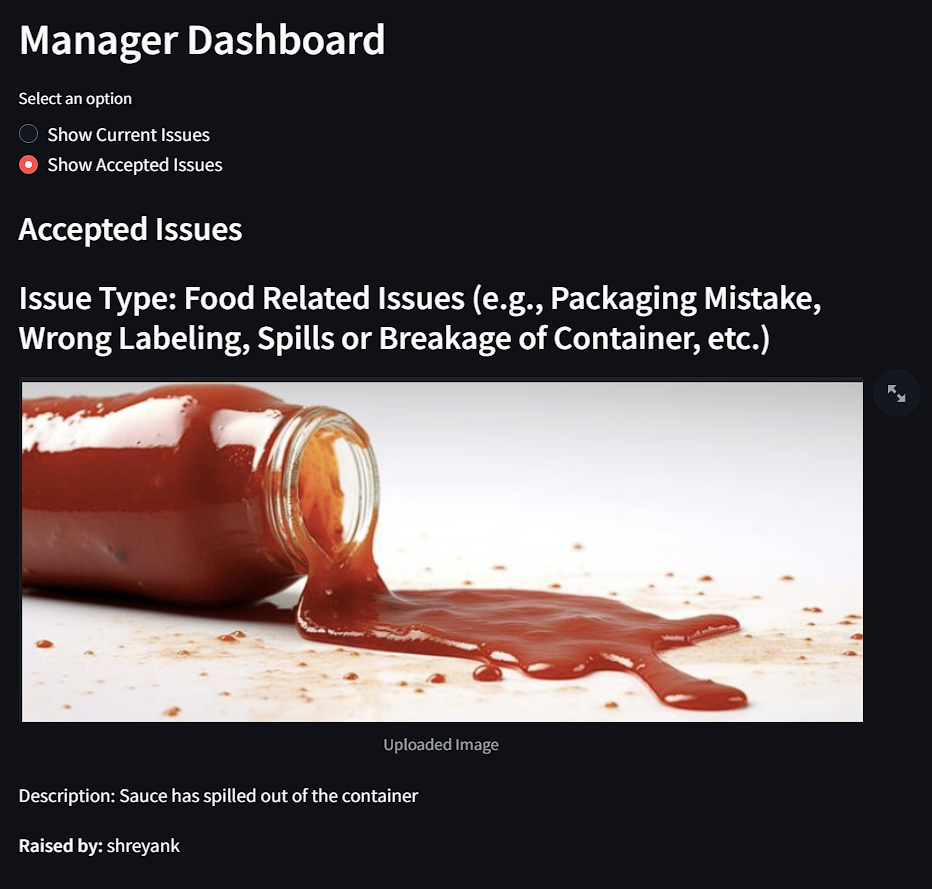 Manager Dashboard
Select an option
Show Current Issues
Show Accepted Issues
Accepted Issues
Issue Type: Food Related Issues (e.g., Packaging Mistake,
Wrong Labeling, Spills or Breakage of Container, etc.)
Uploaded Image
Description: Sauce has spilled out of the container
Raised by: shreyank